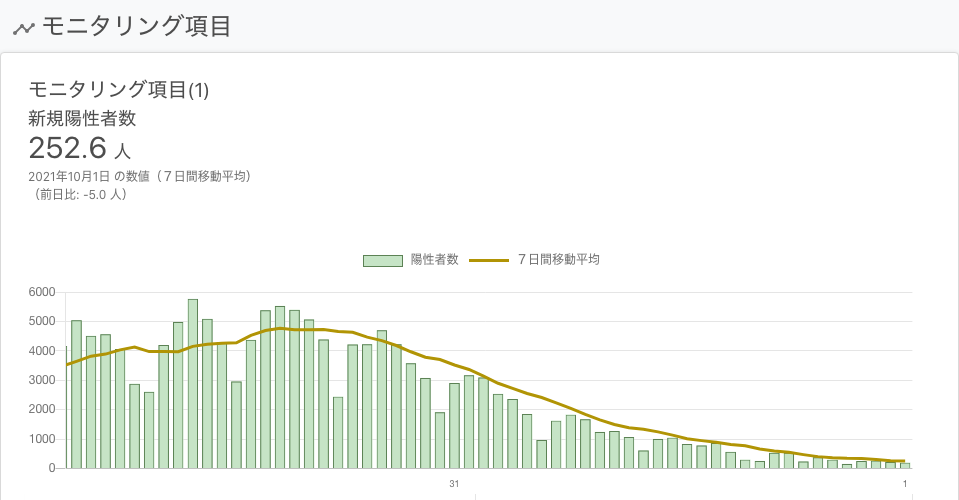 モニタリング項目
モニタリング項目(1)
新規陽性者数
252.6 人
2021年10月1日 の数値（７日間移動平均）
（前日比: -5.0 人）
陽性者数 ７日間移動平均
6000
5000
4000
3000
2000
1000
0
31 1